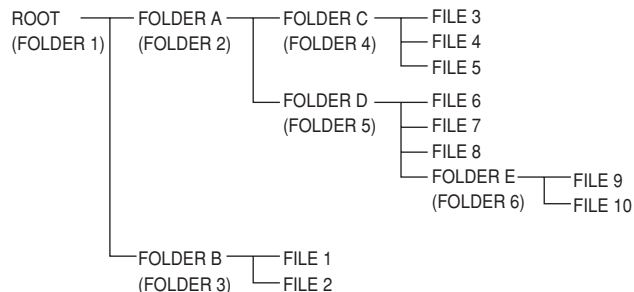 ROOT FOLDER A FOLDER C FILE 3
(FOLDER 1) (FOLDER 2) (FOLDER 4) FILE 4
FILE 5
FOLDER D FILE 6
(FOLDER 5) FILE 7
FILE 8
FOLDER E FILE 9
(FOLDER 6) FILE 10
FOLDER B FILE 1
(FOLDER 3) FILE 2